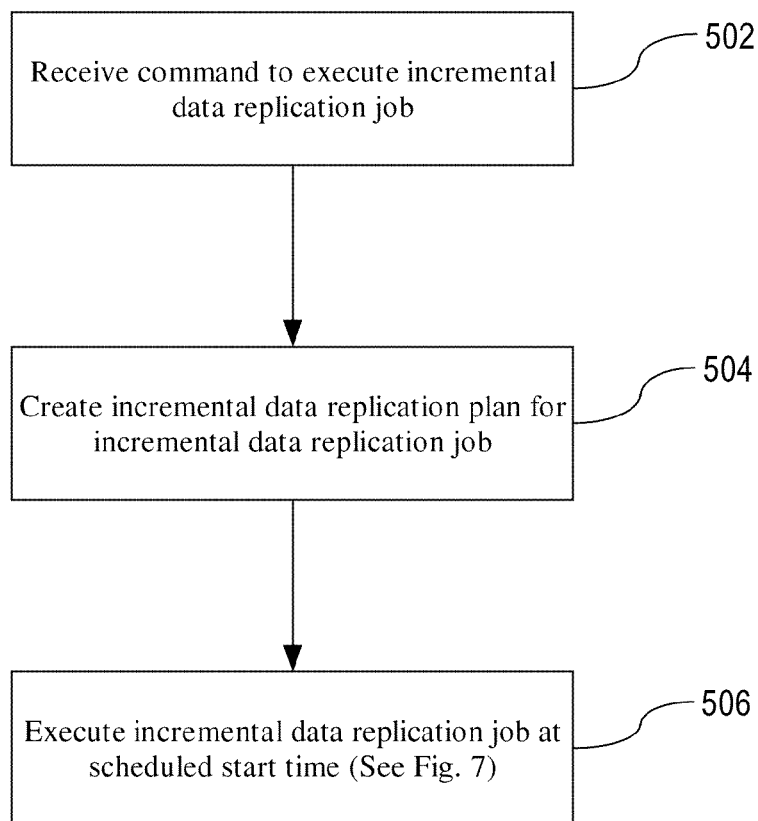 Receive command to execute incremental
data replication job
502
Create incremental data replication plan for
incremental data replication job
504
Execute incremental data replication job at
scheduled start time (See Fig. 7)
506